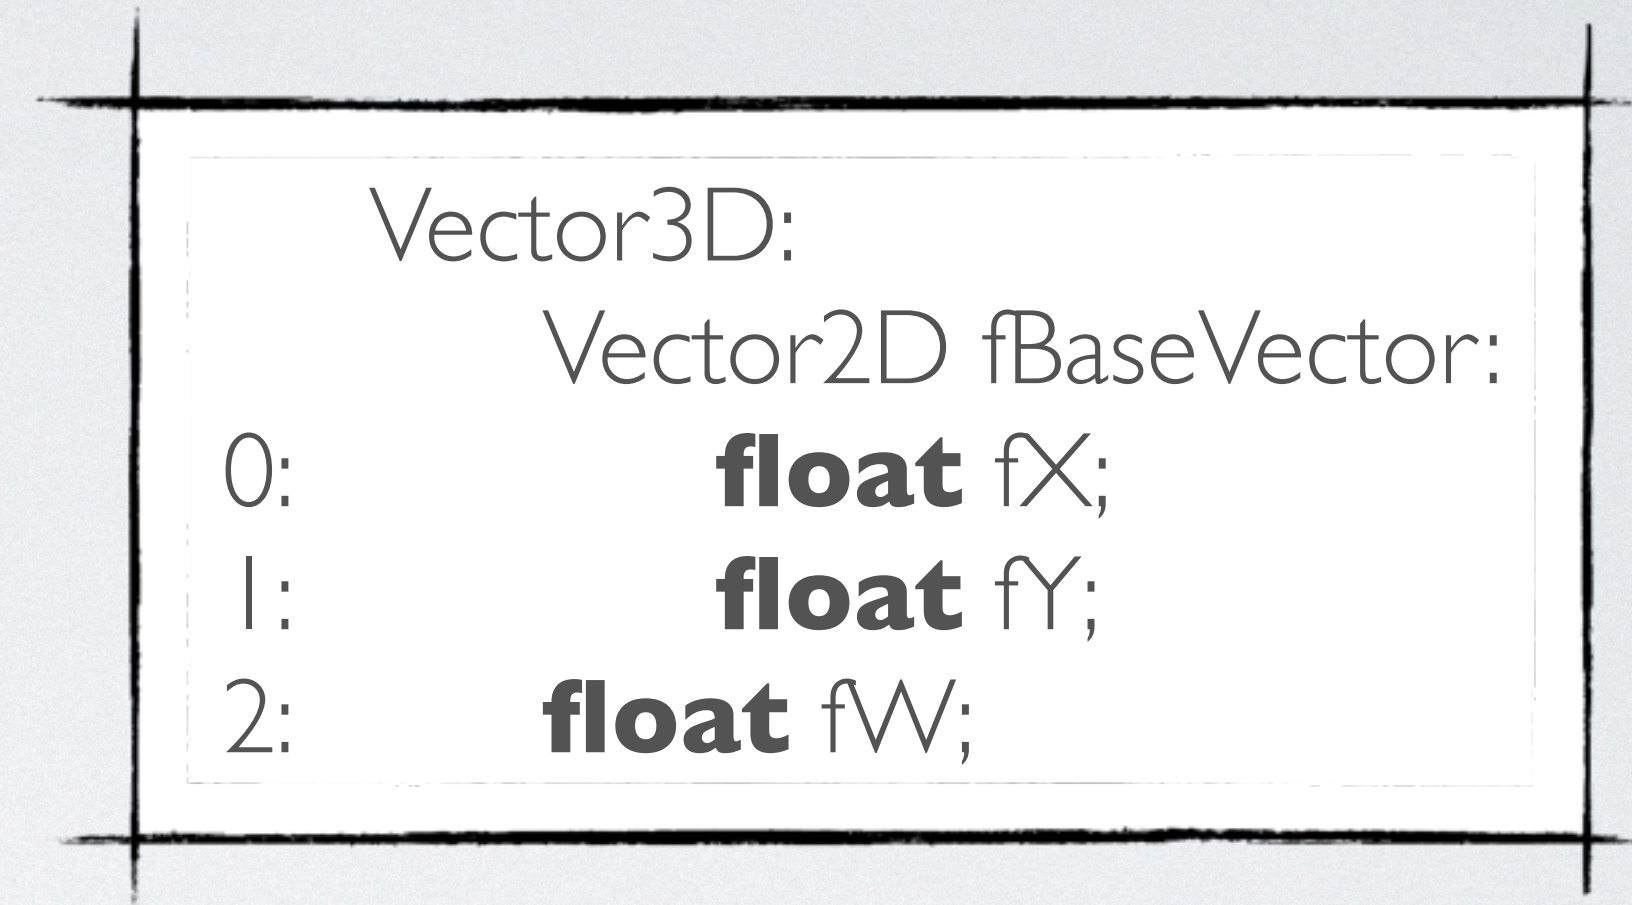 Vector3D:
Vector2D fBaseVector:
0: float fX;
1: float fY;
2: float fW;